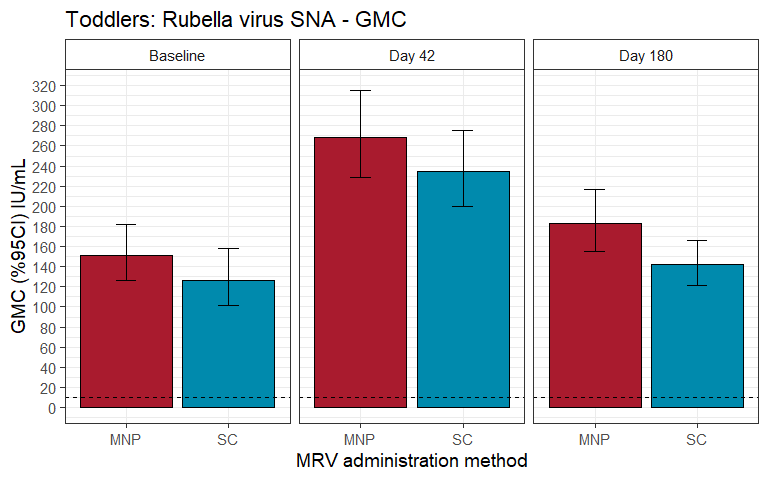 Toddlers: Rubella virus SNA - GMC
Baseline
Day 42
Day 180
GMC (%95CI) IU/mL
320
300
280
260
240
220
200
180
160
140
120
100
80
60
40
20
0
MNP
SC
MNP
SC
MNP
SC
MRV administration method